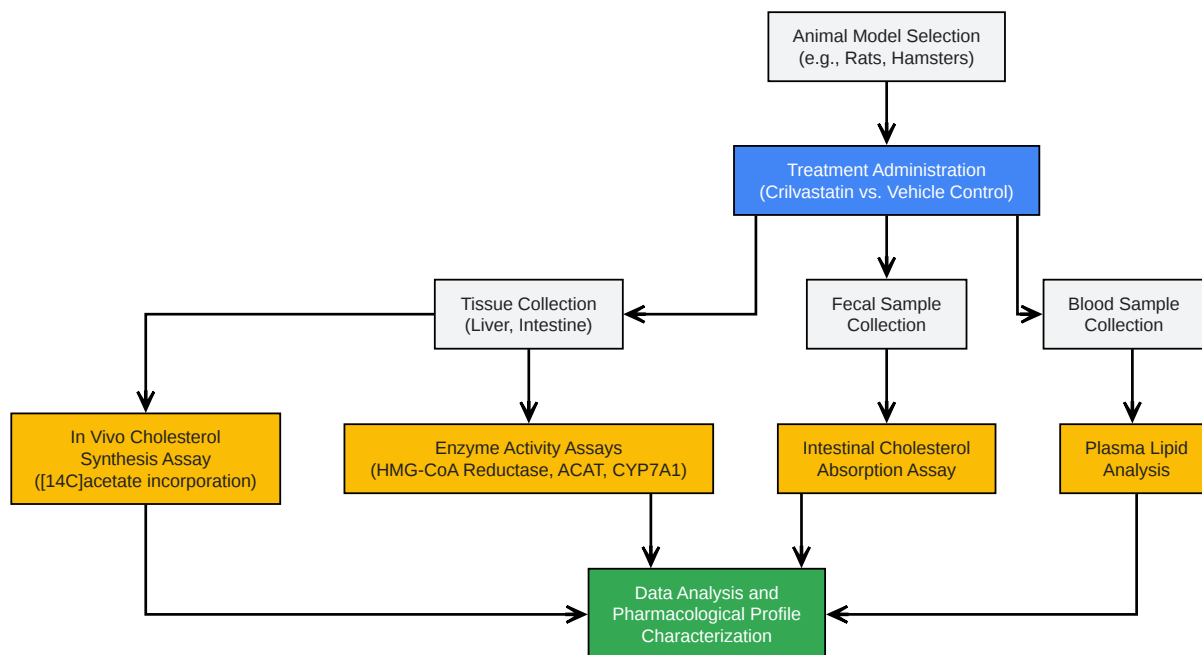 Animal Model Selection
(e.g., Rats, Hamsters)
Treatment Administration
(Crilvastatin vs. Vehicle Control)
Tissue Collection
(Liver, Intestine)
Fecal Sample
Collection
Blood Sample
Collection
In Vivo Cholesterol
Synthesis Assay
([14C]acetate incorporation)
Enzyme Activity Assays
(HMG-CoA Reductase, ACAT, CYP7A1)
Intestinal Cholesterol
Absorption Assay
Plasma Lipid
Analysis
Data Analysis and
Pharmacological Profile
Characterization